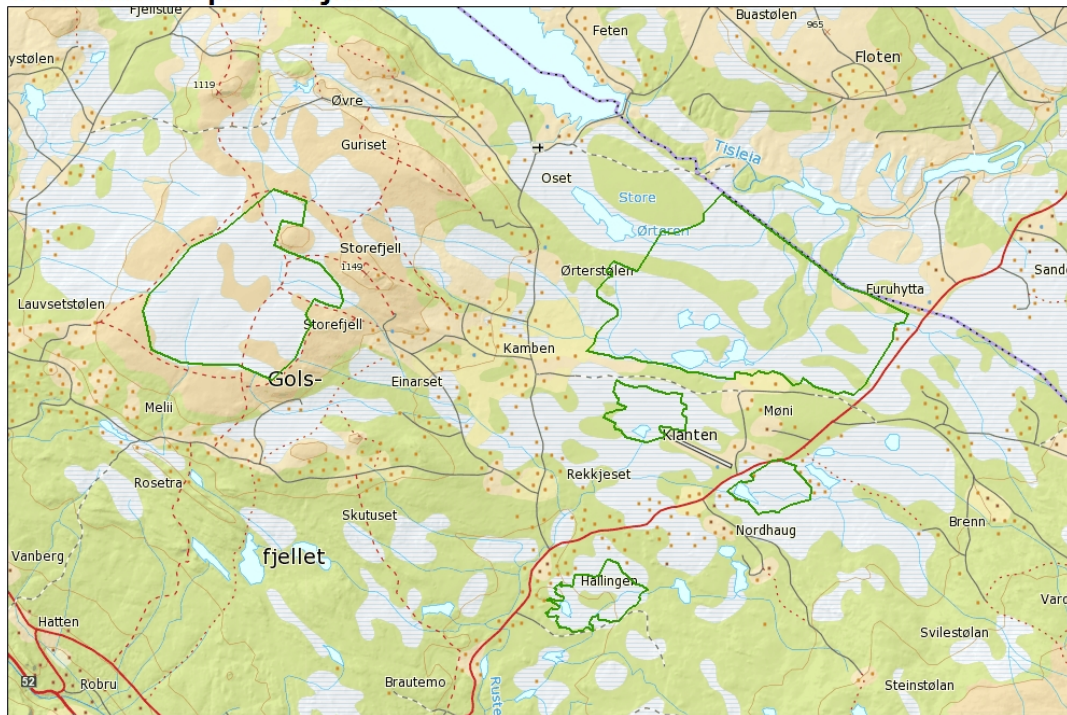 Fjellstue
Buastølen
965
Feten
ystølen
Fløten
1119
Øvre
Guriset
Tisleia
Oset
Store
Ørteren
Storefjell
1149
Ørterstølen
Sande
Furuhytta
Lauvsetstølen
Storefjell
Kamben
Gols-
Einarset
Melii
Møni
Klanten
Rekkjeset
Rosetra
Skutuset
Brenn
Nordhaug
Vanberg
fjellet
Hallingen
Hatten
Svilestølan
52
Robru
Brautemo
Steinstølan
Ruste